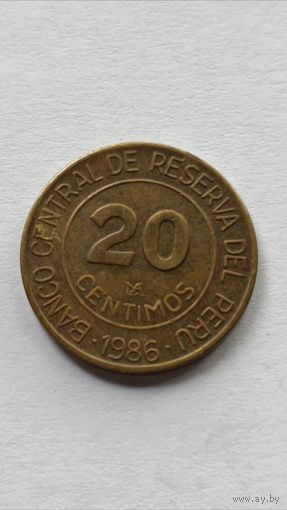 BANCO CENTRAL DE RESERVA DEL PERU
20
CENTIMOS
·1986·
www.ay.by